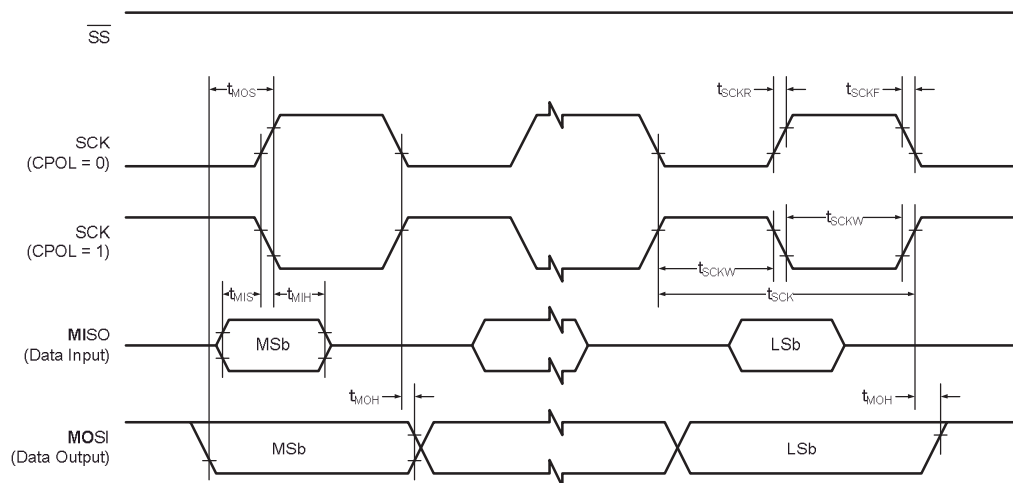 SS
tMOS
tSCKR
tSCKF
SCK
(CPOL = 0)
SCK
(CPOL = 1)
tSCKW
tSCKW
tSCK
tMIS
tMIH
MISO
(Data Input)
MSb
LSb
tMOH
tMOH
MOSI
(Data Output)
MSb
LSb